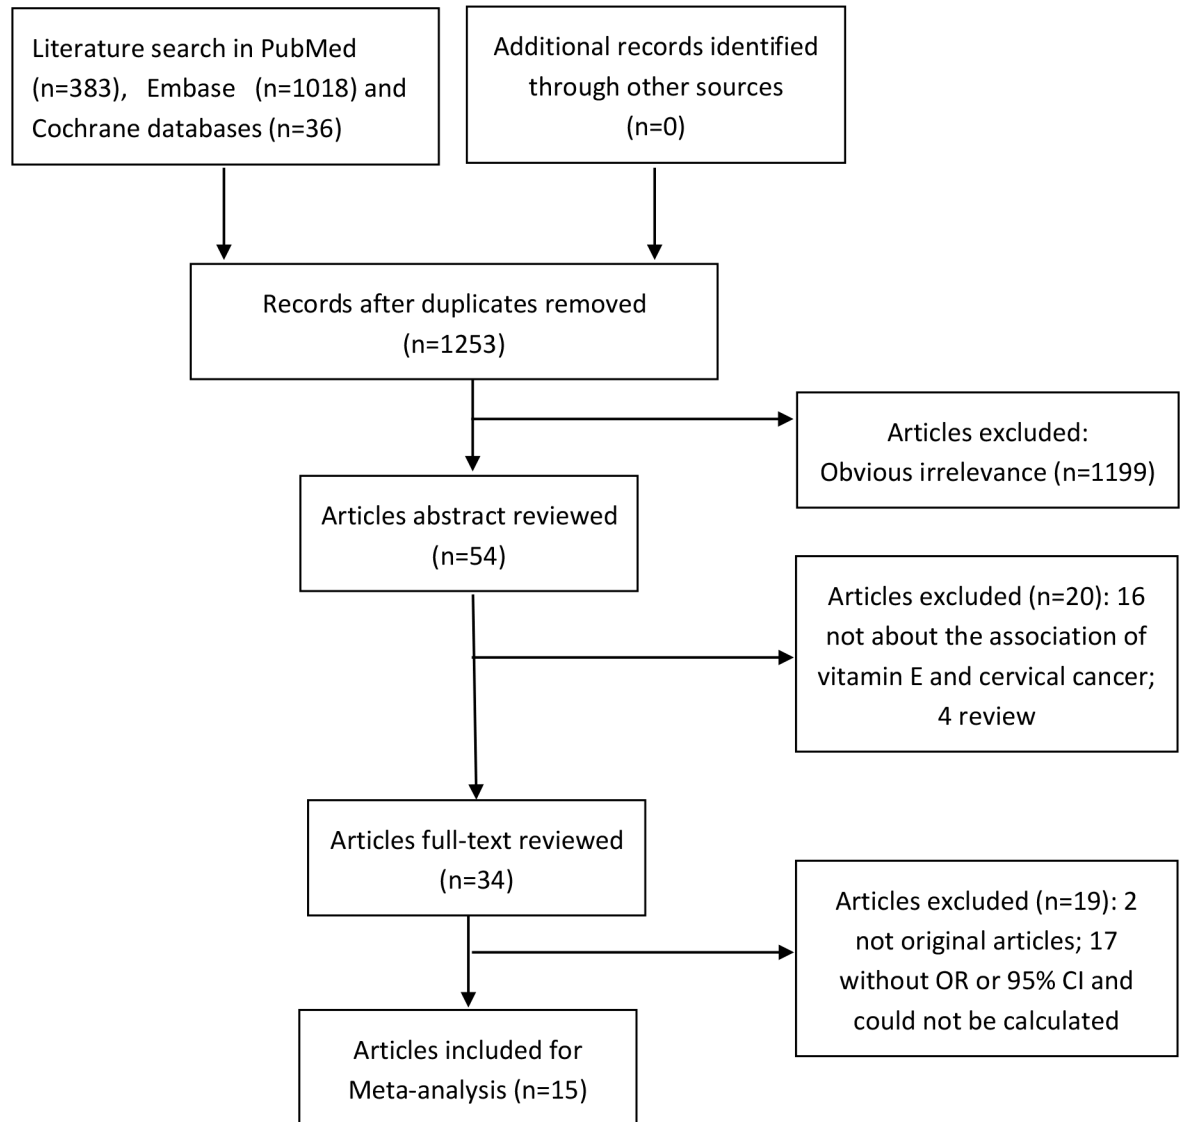 Literature search in PubMed
(n=383), Embase (n=1018) and
Cochrane databases (n=36)
Additional records identified
through other sources
(n=0)
Records after duplicates removed
(n=1253)
Articles excluded:
Obvious irrelevance (n=1199)
Articles abstract reviewed
(n=54)
Articles excluded (n=20): 16
not about the association of
vitamin E and cervical cancer;
4 review
Articles full-text reviewed
(n=34)
Articles excluded (n=19): 2
not original articles; 17
without OR or 95% CI and
could not be calculated
Articles included for
Meta-analysis (n=15)